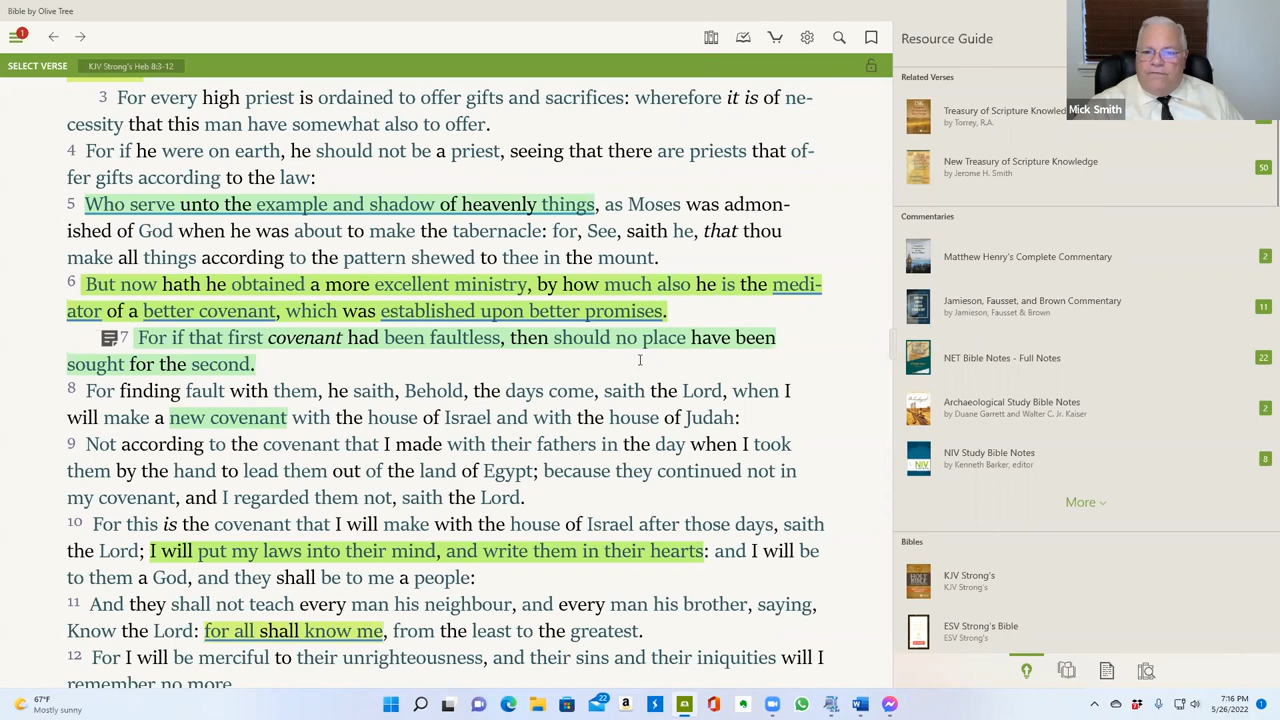 Bible by Olive Tree
1
SELECT VERSE KJV Strong's Heb 8:3-12
3 For every high priest is ordained to offer gifts and sacrifices: wherefore it is of ne-
cessity that this man have somewhat also to offer.
4 For if he were on earth, he should not be a priest, seeing that there are priests that of-
fer gifts according to the law:
5 Who serve unto the example and shadow of heavenly things, as Moses was admon-
ished of God when he was about to make the tabernacle: for, See, saith he, that thou
make all things according to the pattern shewed to thee in the mount.
6 But now hath he obtained a more excellent ministry, by how much also he is the medi-
ator of a better covenant, which was established upon better promises.
7 For if that first covenant had been faultless, then should no place have been
sought for the second.
8 For finding fault with them, he saith, Behold, the days come, saith the Lord, when I
will make a new covenant with the house of Israel and with the house of Judah:
9 Not according to the covenant that I made with their fathers in the day when I took
them by the hand to lead them out of the land of Egypt; because they continued not in
my covenant, and I regarded them not, saith the Lord.
10 For this is the covenant that I will make with the house of Israel after those days, saith
the Lord; I will put my laws into their mind, and write them in their hearts: and I will be
to them a God, and they shall be to me a people:
11 And they shall not teach every man his neighbour, and every man his brother, saying,
Know the Lord: for all shall know me, from the least to the greatest.
12 For I will be merciful to their unrighteousness, and their sins and their iniquities will I
remember no more.
Resource Guide
Mick Smith
Related Verses
Treasury of Scripture
by Torrey, R.A.
New Treasury of Scripture Knowledge
by Jerome H. Smith
50
Commentaries
Matthew Henry's Complete Commentary
2
Jamieson, Fausset, and Brown Commentary
by Jamieson, Fausset & Brown
11
NET Bible Notes - Full Notes
22
Archaeological Study Bible Notes
by Duane Garrett and Walter C. Jr. Kaiser
2
NIV Study Bible Notes
by Kenneth Barker, editor
8
More
Bibles
KJV Strong's
KJV Strong's
ESV Strong's Bible
ESV Strong's
67°F
Mostly sunny
22
7:16 PM
5/26/2022
1